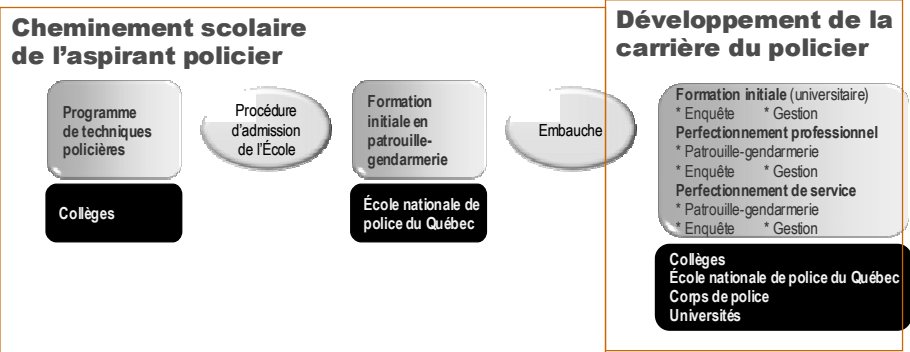 Cheminement scolaire
de l’aspirant policier
Programme
de techniques
policières
Collèges
Procédure
d’admission
de l’École
Formation
initiale en
patrouille-
gendarmerie
École nationale de
police du Québec
Embauche
Développement de la
carrière du policier
Formation initiale (universitaire)
* Enquête * Gestion
Perfectionnement professionnel
* Patrouille-gendarmerie
* Enquête * Gestion
Perfectionnement de service
* Patrouille-gendarmerie
* Enquête * Gestion
Collèges
École nationale de police du Québec
Corps de police
Universités